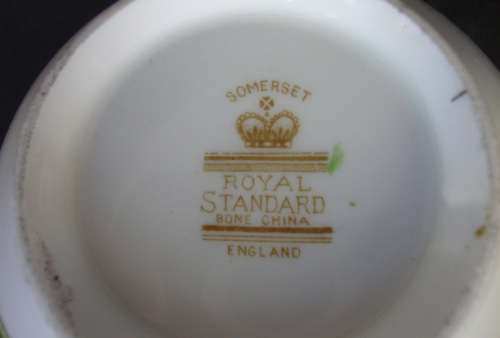 SOMERSET
ROYAL
STANDARD
BONE CHINA
ENGLAND